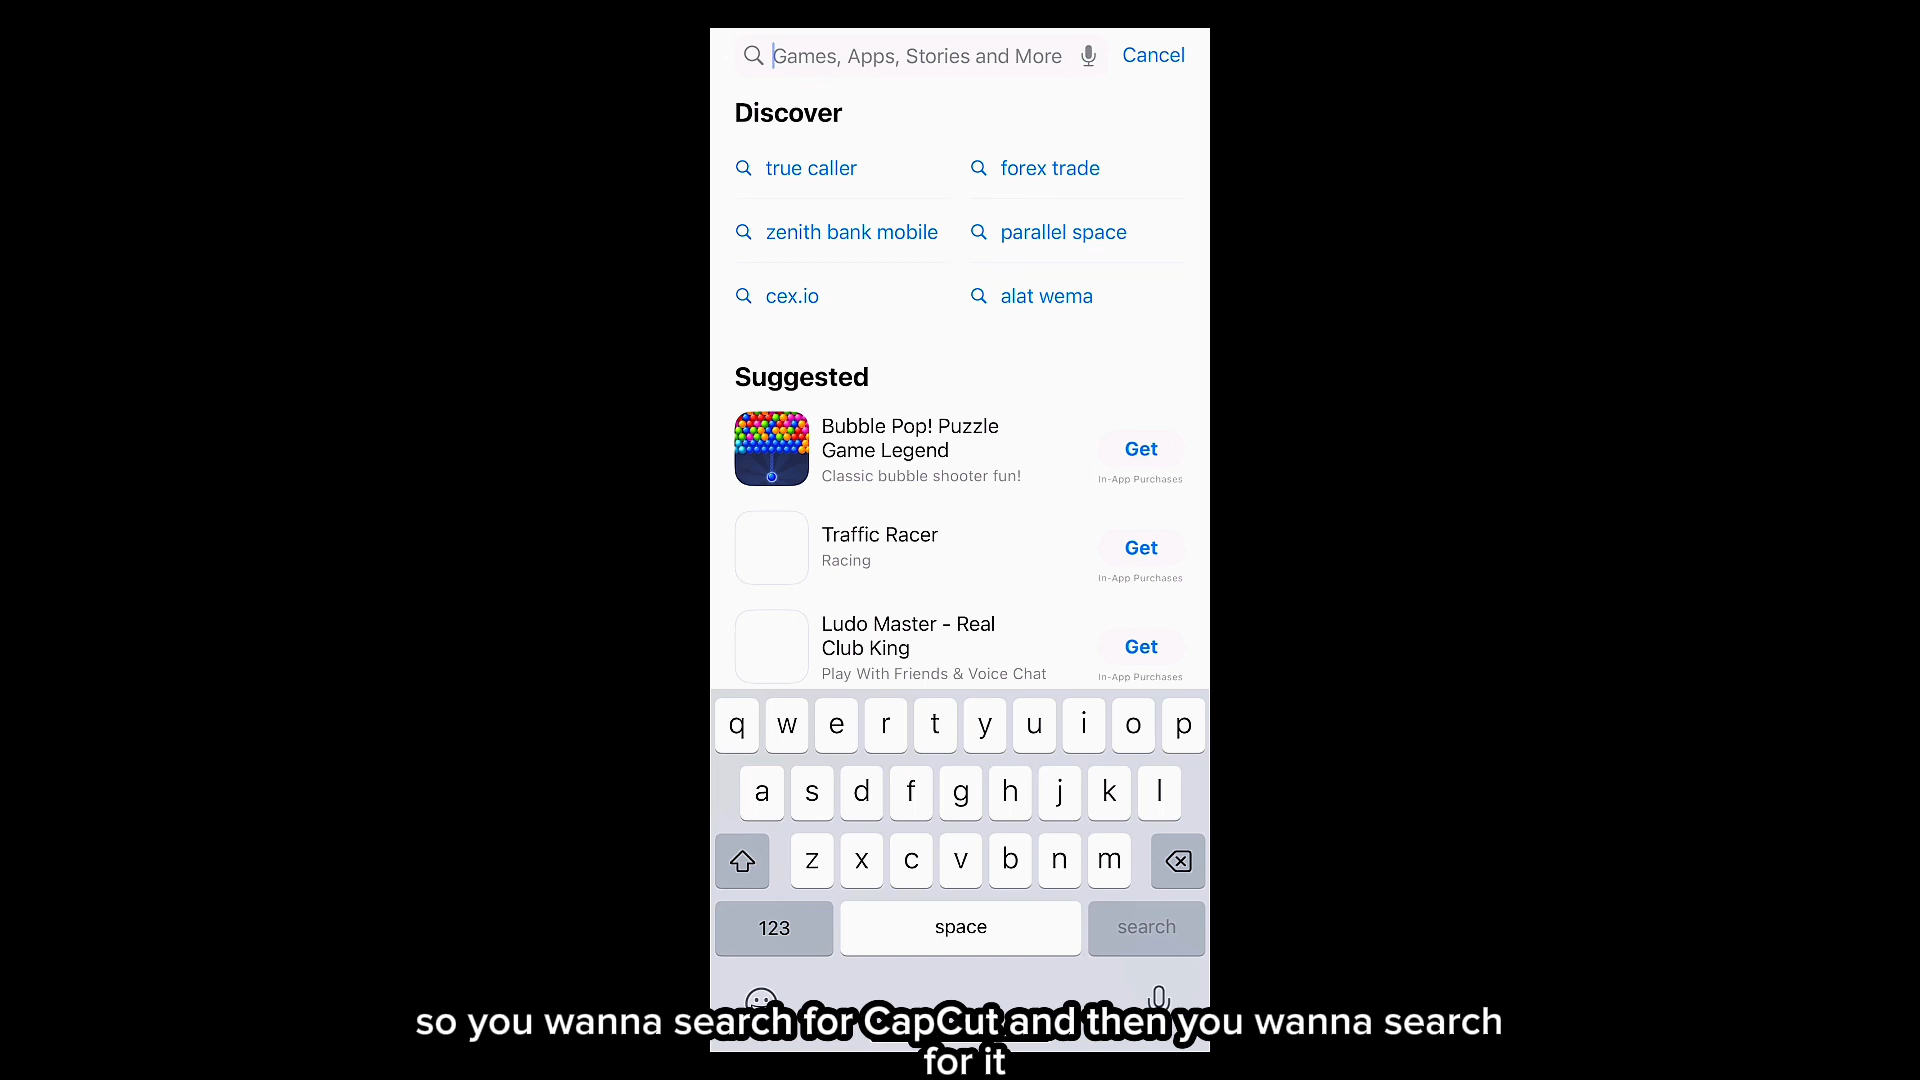 Games, Apps, Stories and More
Cancel
Discover
true caller
forex trade
zenith bank mobile
parallel space
cex.io
alat wema
Suggested
Bubble Pop! Puzzle
Game Legend
Classic bubble shooter fun!
Get
In-App Purchases
Traffic Racer
Racing
Get
In-App Purchases
Ludo Master - Real
Club King
Play With Friends & Voice Chat
Get
In-App Purchases
q w e r t y u i o p
a s d f g h j k l
z x c v b n m
123 space search
so you wanna search for CapCut and then you wanna search
for it